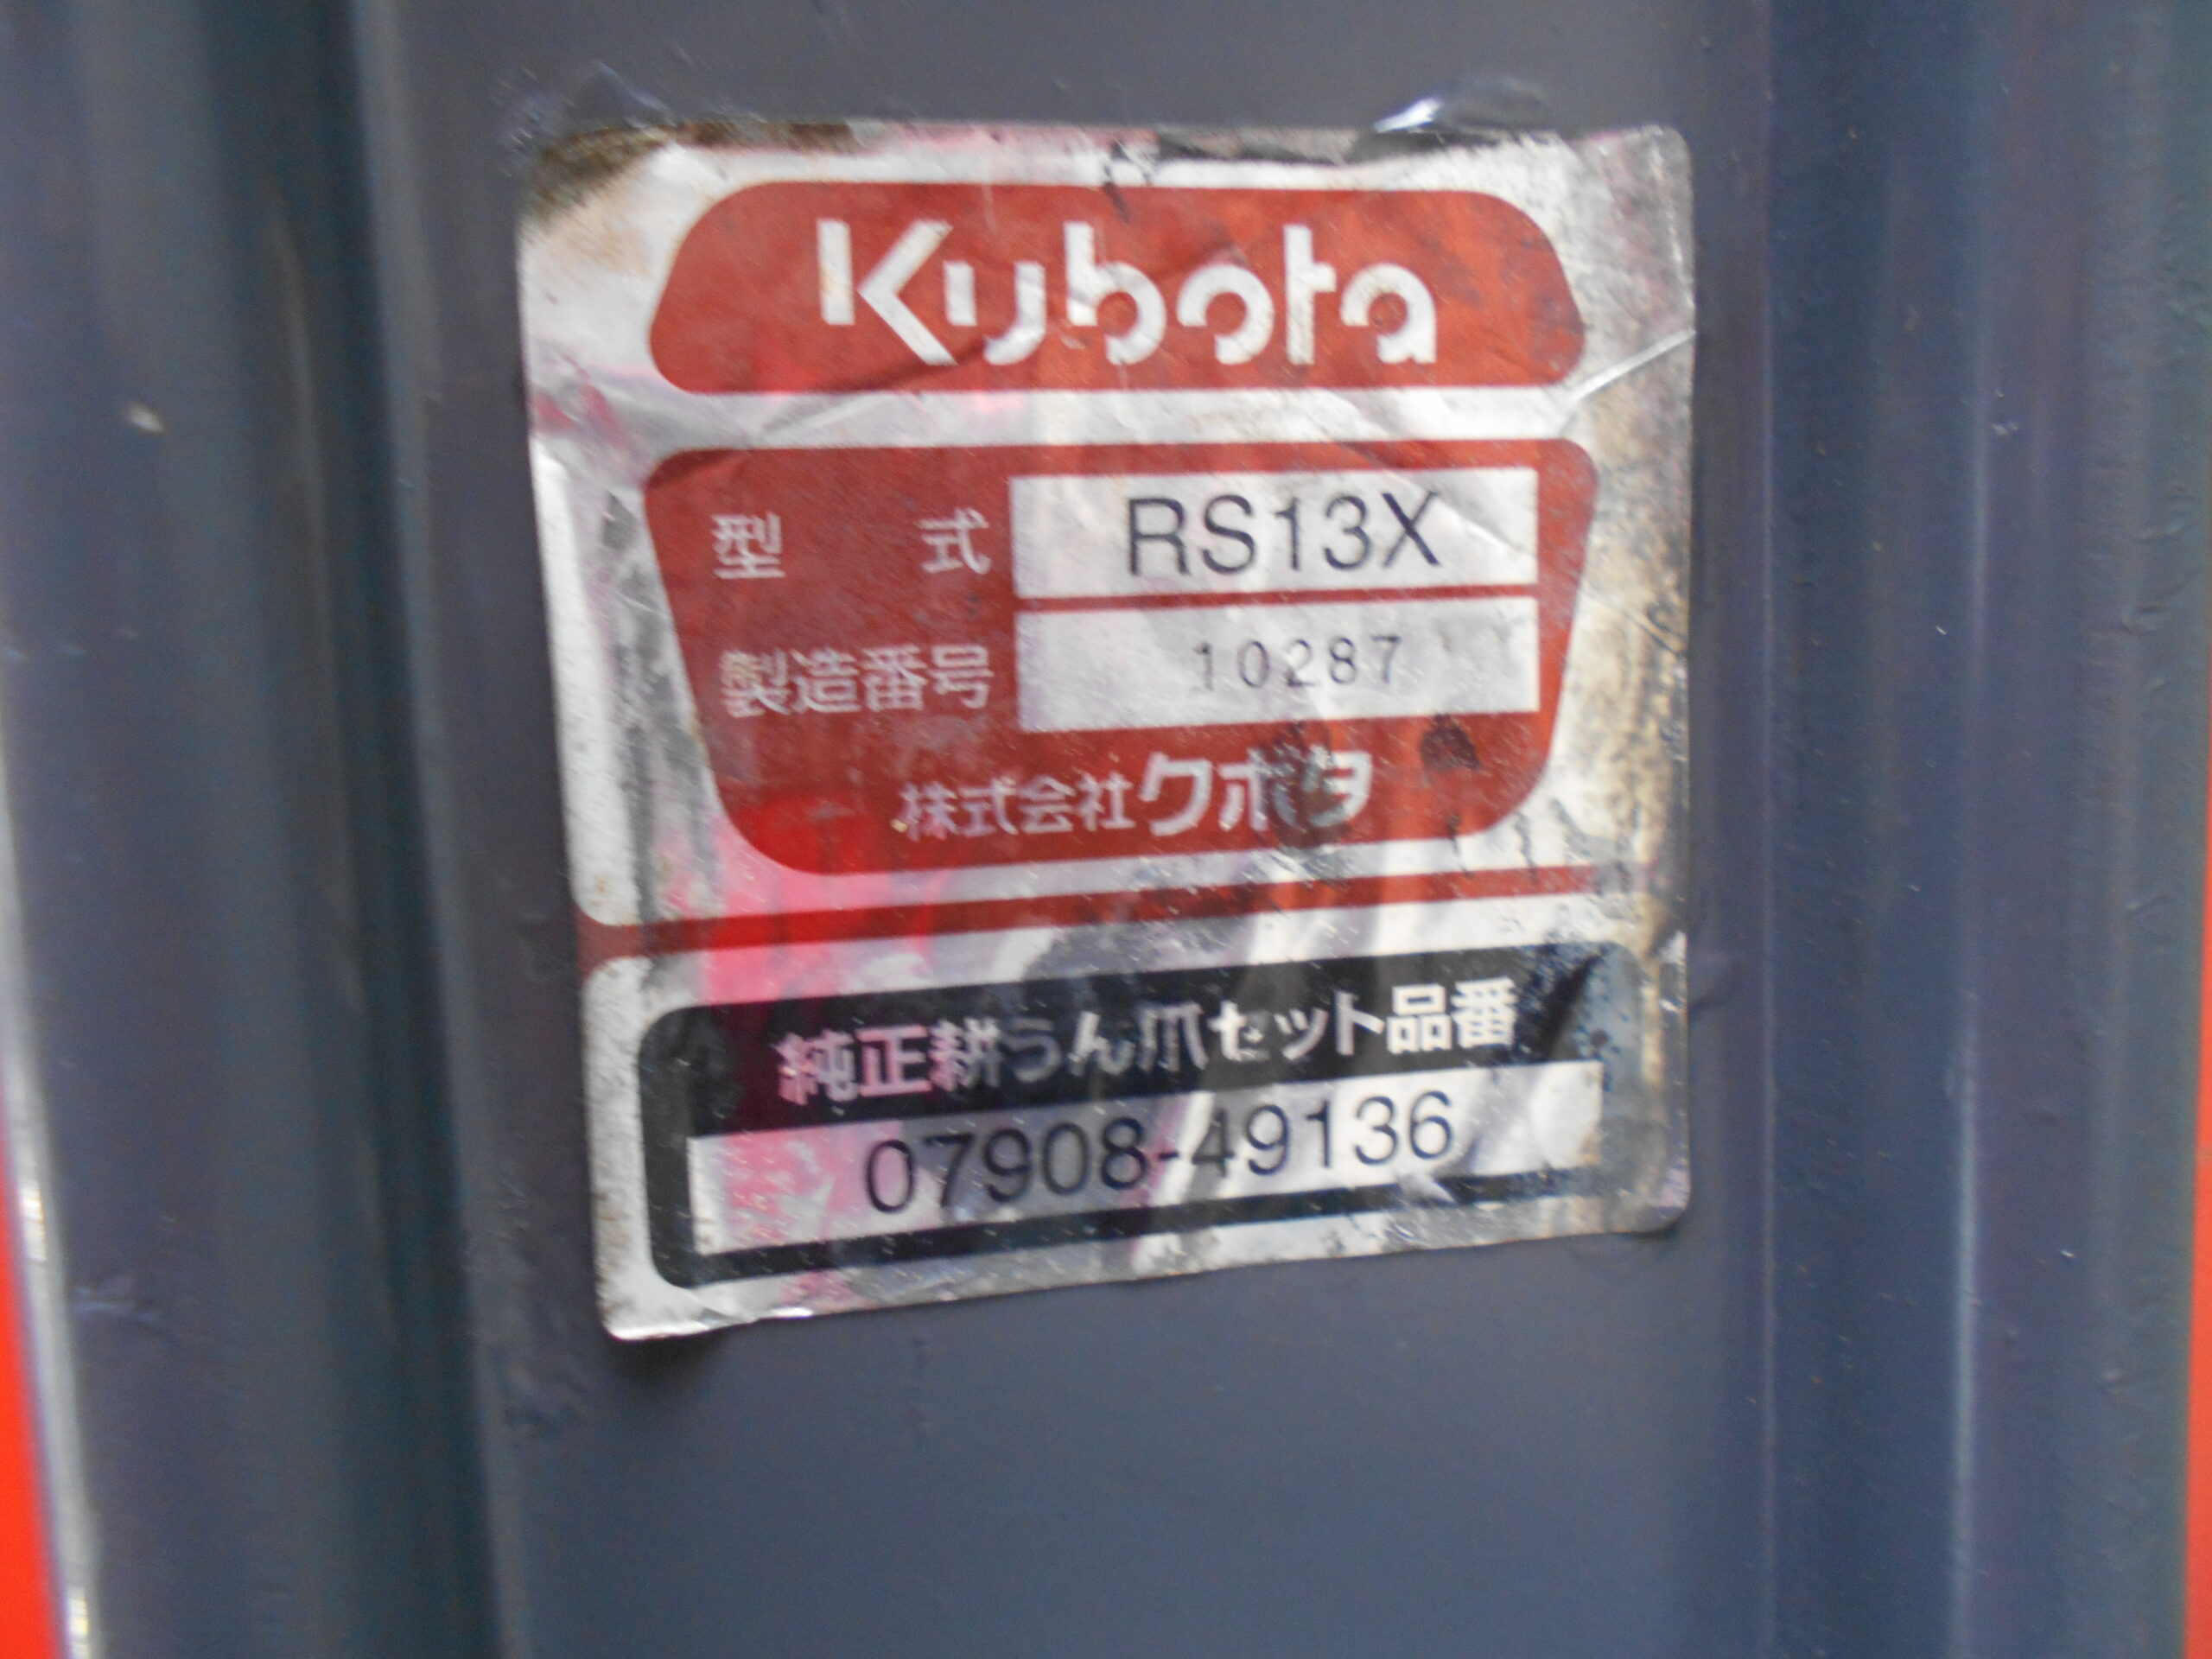 Kubota
型 式 RS13X
製造番号 10287
株式会社クボタ
純正耕うん爪セット品番
07908-49136